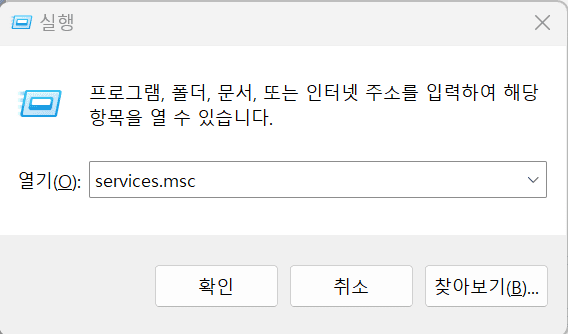 실행
프로그램, 폴더, 문서, 또는 인터넷 주소를 입력하여 해당
항목을 열 수 있습니다.
열기(O): services.msc
확인 취소 찾아보기(B)...